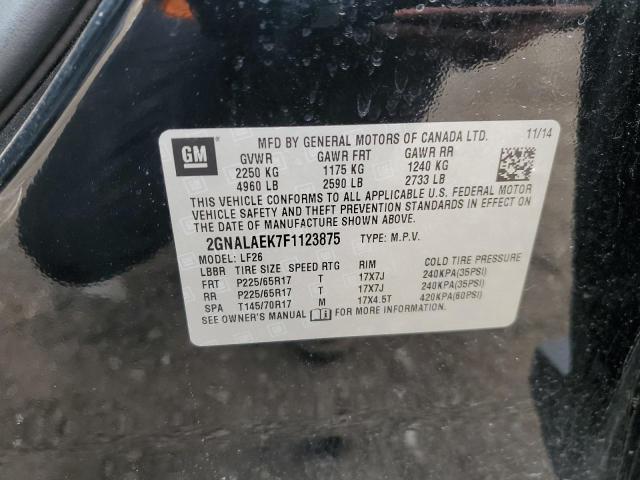 GM
MFD BY GENERAL MOTORS OF CANADA LTD. 11/14
GVWR GAWR FRT GAWR RR
2250 KG 1175 KG 1240 KG
4960 LB 2590 LB 2733 LB
THIS VEHICLE CONFORMS TO ALL APPLICABLE U.S. FEDERAL MOTOR
VEHICLE SAFETY AND THEFT PREVENTION STANDARDS IN EFFECT ON
THE DATE OF MANUFACTURE SHOWN ABOVE.
2GNALAEK7F1123875 TYPE: M.P.V.
MODEL: LF26
LBBR TIRE SIZE SPEED RTG RIM COLD TIRE PRESSURE
FRT P225/65R17 T 17X7J 240KPA(35PSI)
RR P225/65R17 T 17X7J 240KPA(35PSI)
SPA T145/70R17 M 17X4.5T 420KPA(60PSI)
SEE OWNER'S MANUAL FOR MORE INFORMATION.